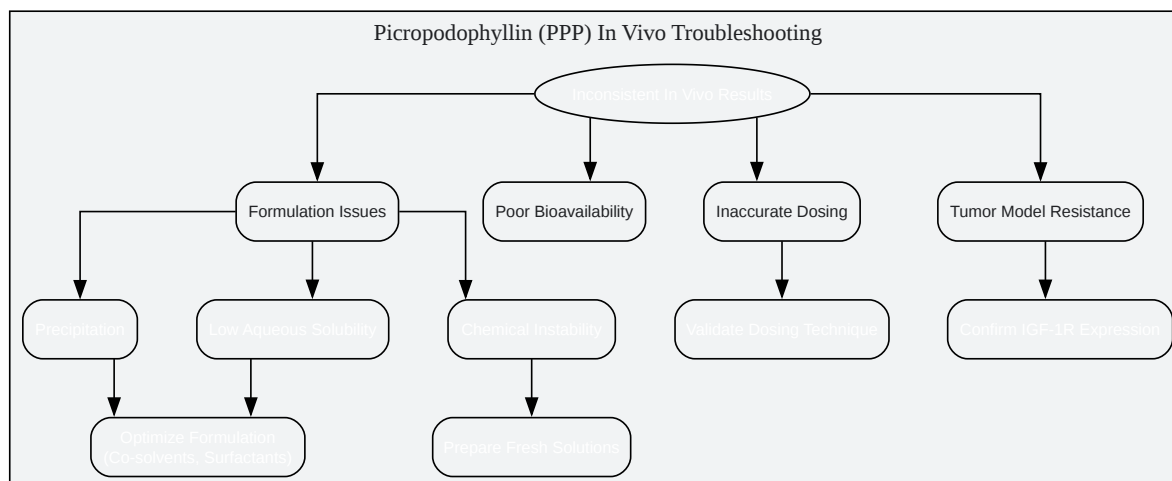 Picropodophyllin (PPP) In Vivo Troubleshooting
Inconsistent In Vivo Results
Formulation Issues
Poor Bioavailability
Inaccurate Dosing
Tumor Model Resistance
Precipitation
Low Aqueous Solubility
Chemical Instability
Validate Dosing Technique
Confirm IGF-1R Expression
Optimize Formulation
(Co-solvents, Surfactants)
Prepare Fresh Solutions